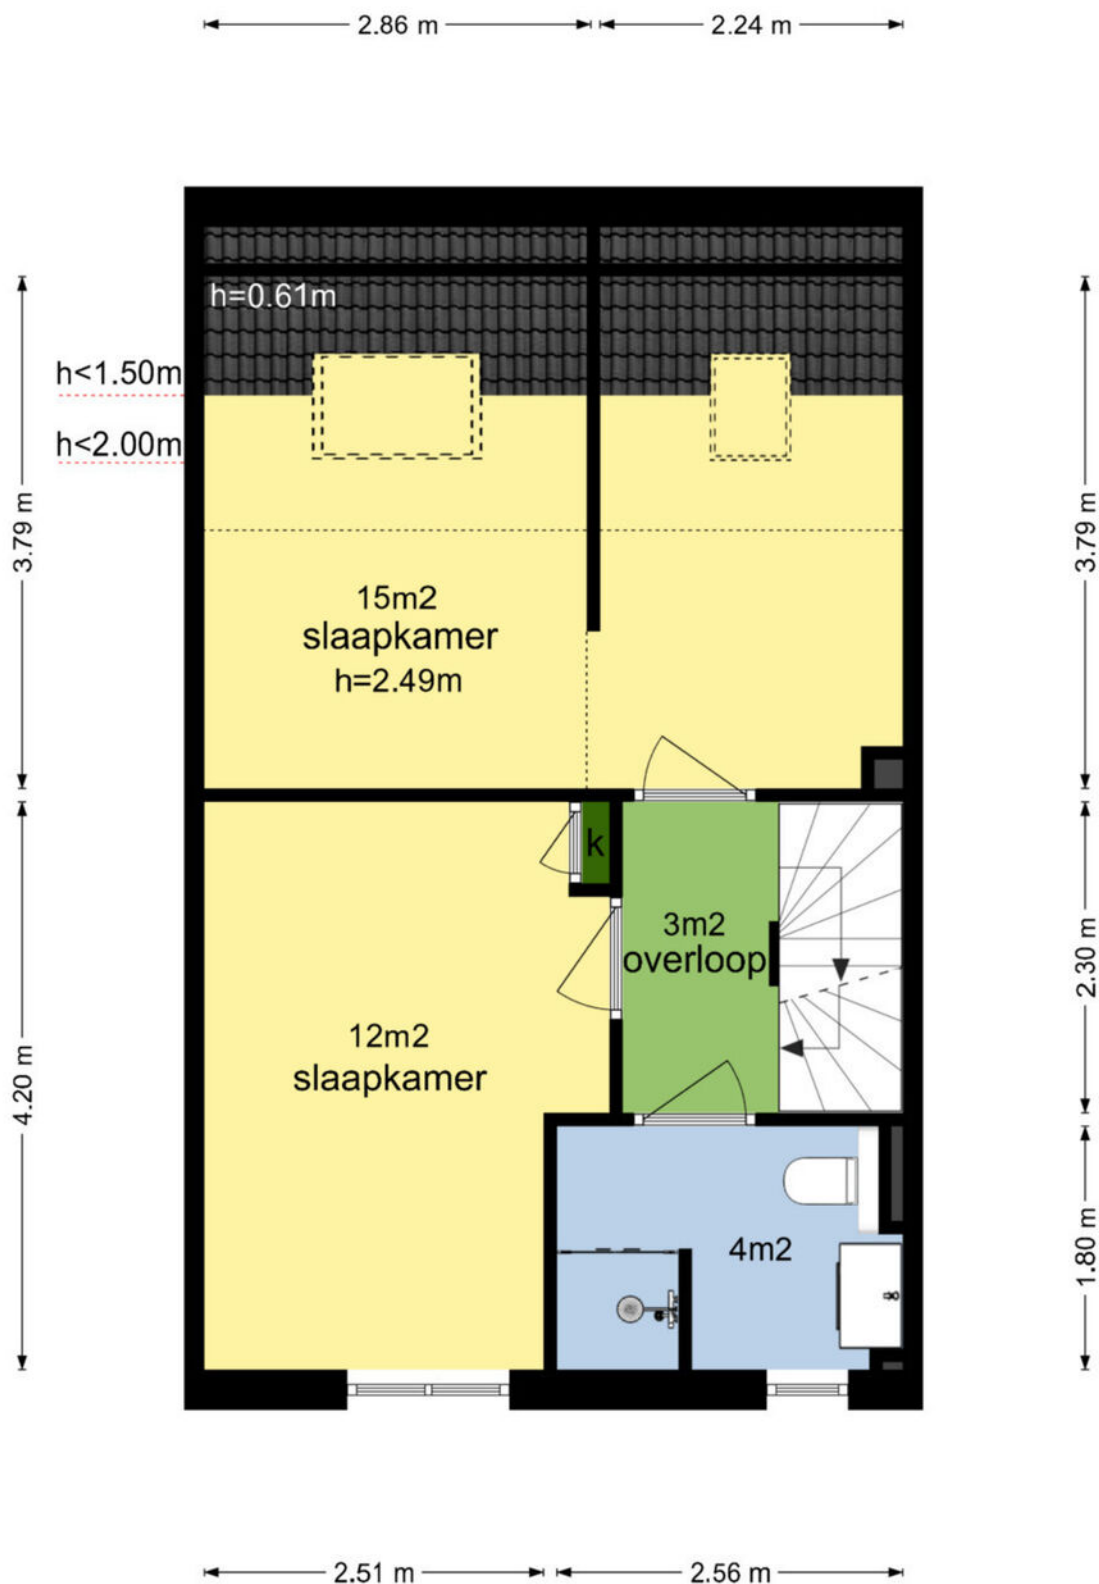 2.86 m
2.24 m
h=0.61m
h<1.50m
h<2.00m
3.79 m
3.79 m
15m2
slaapkamer
h=2.49m
k
3m2
overloop
2.30 m
12m2
slaapkamer
4.20 m
4m2
1.80 m
2.51 m
2.56 m